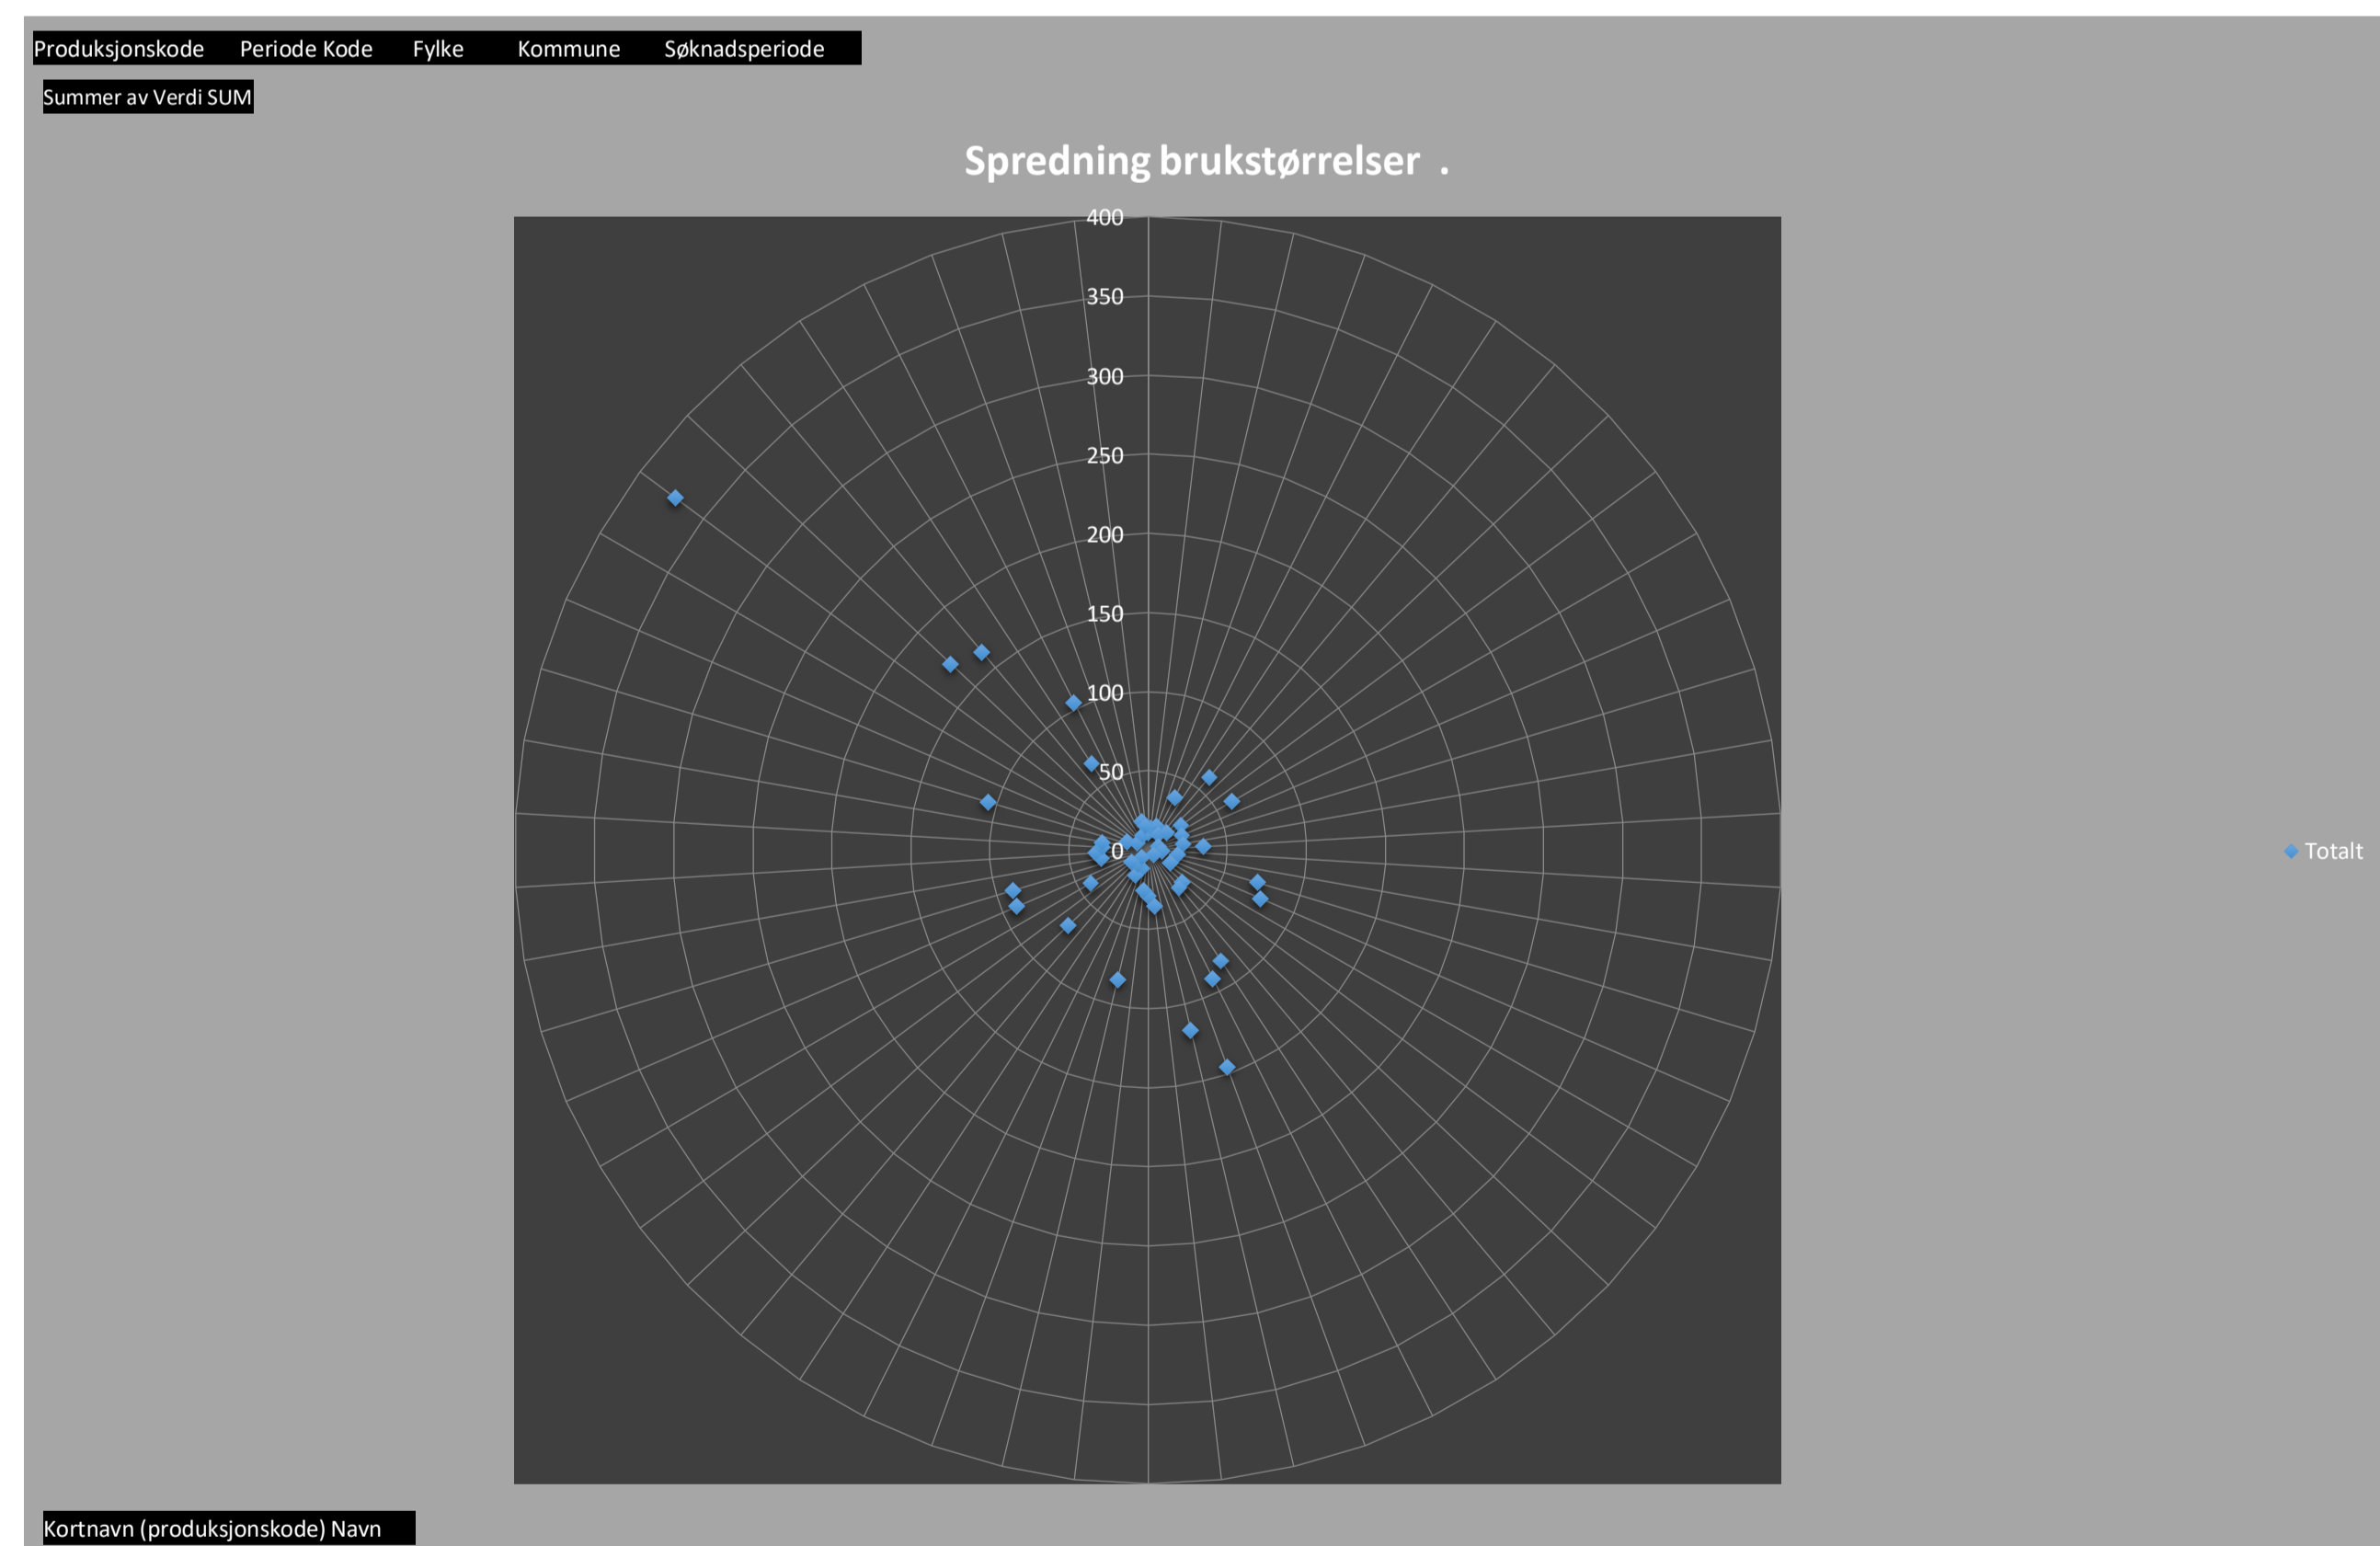 Produksjonskode Periode Kode Fylke Kommune Søknadsperiode
Summer av Verdi SUM
Spredning brukstørrelser .
400
350
300
250
200
150
100
50
0
Totalt
Kortnavn (produksjonskode) Navn